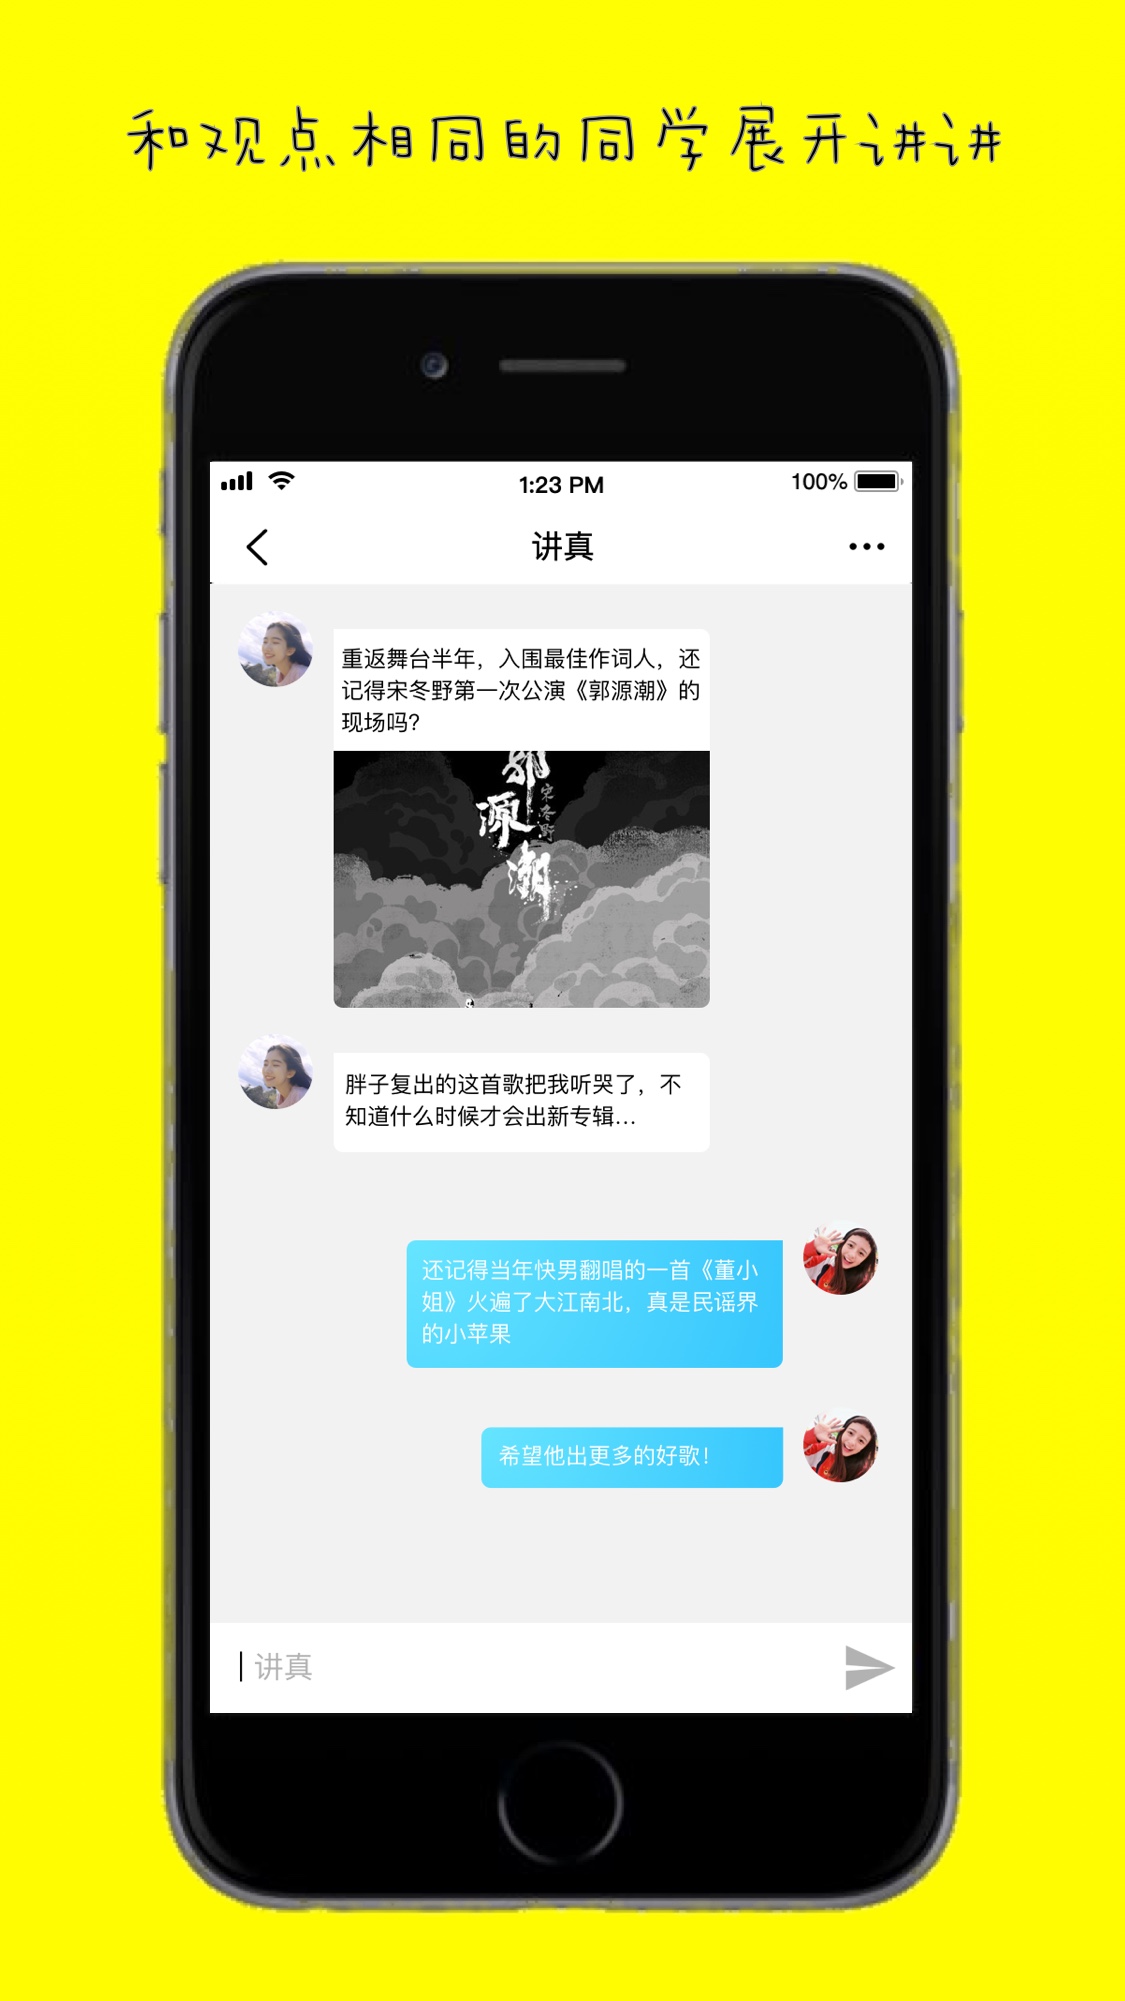 和观点相同的同学展开讲讲
1:23 PM
100%
讲真
重返舞台半年，入围最佳作词人，还
记得宋冬野第一次公演《郭源潮》的
现场吗？
郭源潮
宋冬野
胖子复出的这首歌把我听哭了，不
知道什么时候才会出新专辑...
还记得当年快男翻唱的一首《董小
姐》火遍了大江南北，真是民谣界
的小苹果
希望他出更多的好歌！
讲真